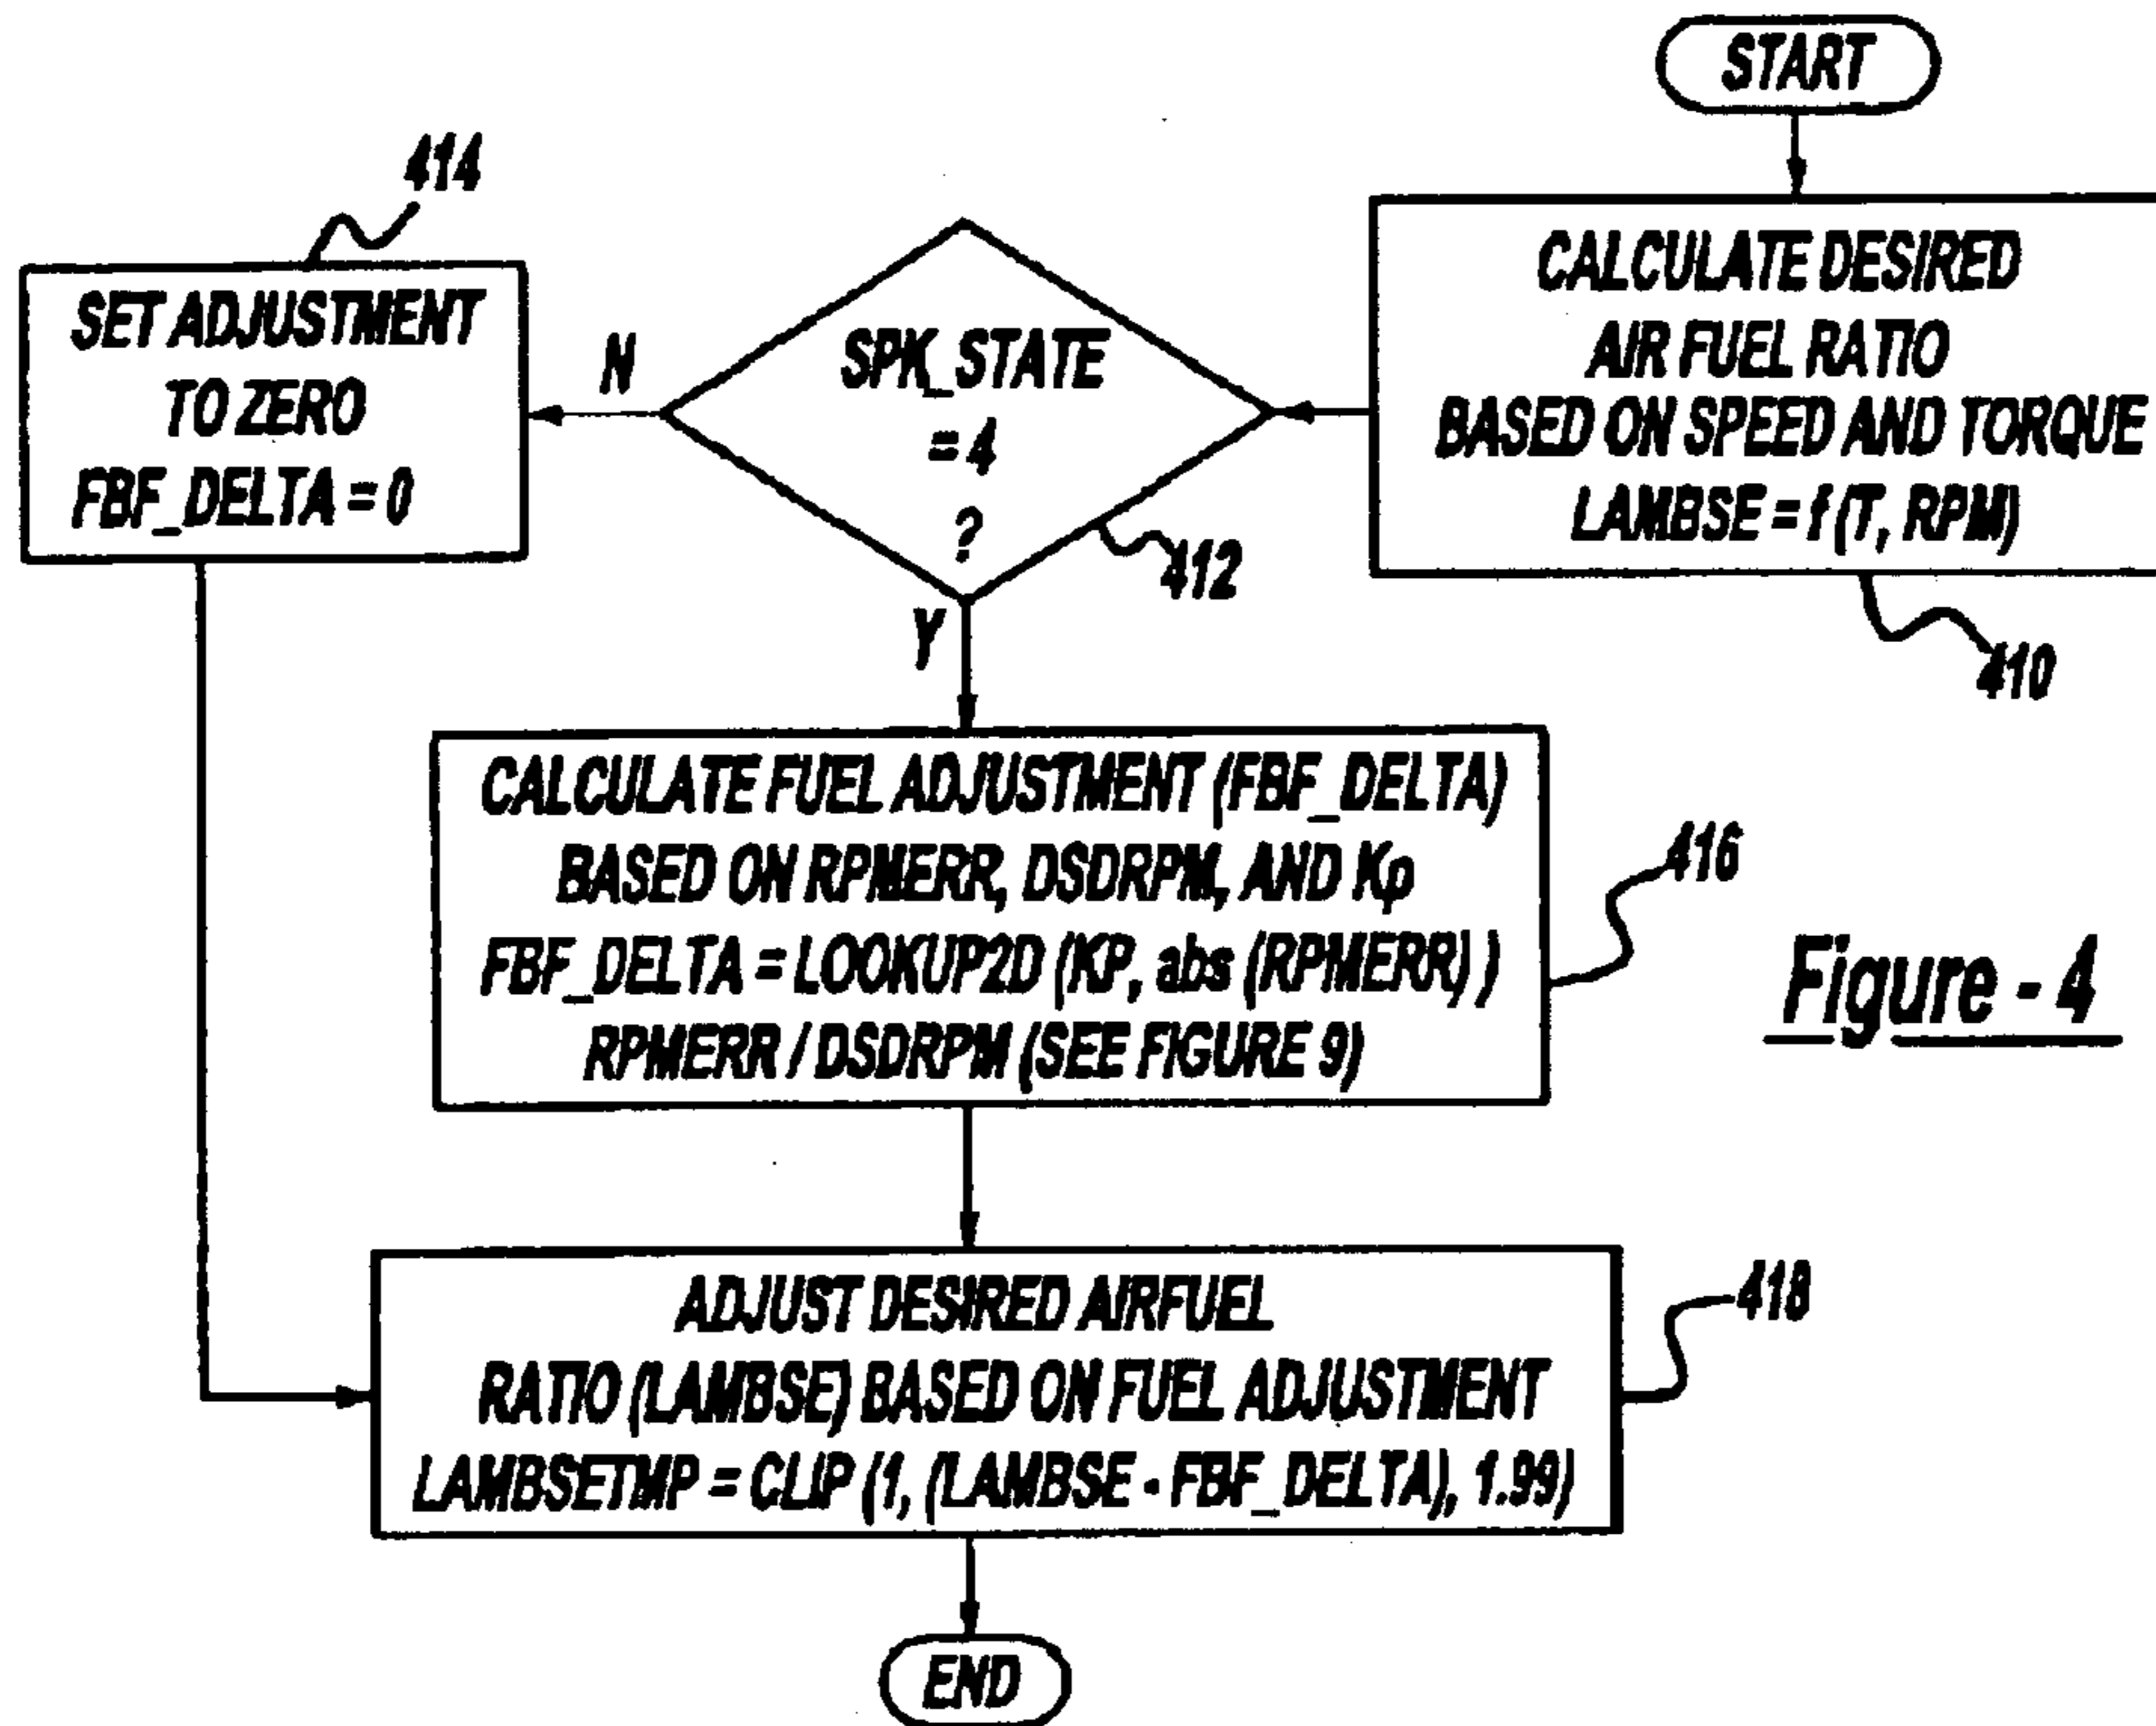 START
CALCULATE DESIRED
AIR FUEL RATIO
BASED ON SPEED AND TORQUE
LAMBSE = f (T, RPM)
410
SPK_STATE
= 4
?
412
N
Y
414
SET ADJUSTMENT
TO ZERO
FBF_DELTA = 0
CALCULATE FUEL ADJUSTMENT (FBF_DELTA)
BASED ON RPMERR, DSDRPM, AND Kp
FBF_DELTA = LOOKUP2D (KP, abs (RPMERR) )
RPMERR / DSDRPM (SEE FIGURE 9)
416
Figure - 4
ADJUST DESIRED AIRFUEL
RATIO (LAMBSE) BASED ON FUEL ADJUSTMENT
LAMBSETMP = CLIP (1, (LAMBSE - FBF_DELTA), 1.99)
418
END